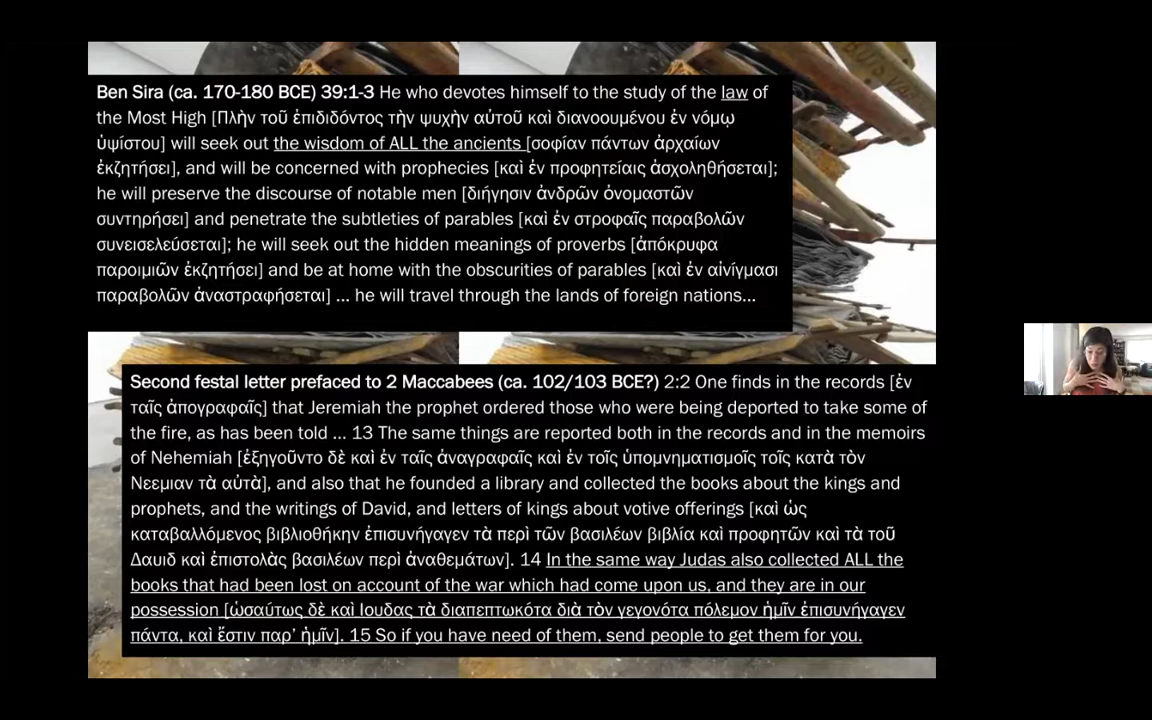 Ben Sira (ca. 170-180 BCE) 39:1-3 He who devotes himself to the study of the law of
the Most High [Πλὴν τοῦ ἐπιδιδόντος τὴν ψυχὴν αὐτοῦ καὶ διανοουμένου ἐν νόμῳ
ὑψίστου] will seek out the wisdom of ALL the ancients [σοφίαν πάντων ἀρχαίων
ἐκζητήσει], and will be concerned with prophecies [καὶ ἐν προφητείαις ἀσχοληθήσεται];
he will preserve the discourse of notable men [διήγησιν ἀνδρῶν ὀνομαστῶν
συντηρήσει] and penetrate the subtleties of parables [καὶ ἐν στροφαῖς παραβολῶν
συνεισελεύσεται]; he will seek out the hidden meanings of proverbs [ἀπόκρυφα
παροιμιῶν ἐκζητήσει] and be at home with the obscurities of parables [καὶ ἐν αἰνίγμασι
παραβολῶν ἀναστραφήσεται] ... he will travel through the lands of foreign nations...
Second festal letter prefaced to 2 Maccabees (ca. 102/103 BCE?) 2:2 One finds in the records [ἐν
ταῖς ἀπογραφαῖς] that Jeremiah the prophet ordered those who were being deported to take some of
the fire, as has been told ... 13 The same things are reported both in the records and in the memoirs
of Nehemiah [ἐξηγοῦντο δὲ καὶ ἐν ταῖς ἀναγραφαῖς καὶ ἐν τοῖς ὑπομνηματισμοῖς τοῖς κατὰ τὸν
Νεεμιαν τὰ αὐτὰ], and also that he founded a library and collected the books about the kings and
prophets, and the writings of David, and letters of kings about votive offerings [καὶ ὡς
καταβαλλόμενος βιβλιοθήκην ἐπισυνήγαγεν τὰ περὶ τῶν βασιλέων βιβλία καὶ προφητῶν καὶ τὰ τοῦ
Δαυιδ καὶ ἐπιστολὰς βασιλέων περὶ ἀναθεμάτων]. 14 In the same way Judas also collected ALL the
books that had been lost on account of the war which had come upon us, and they are in our
possession [ὡσαύτως δὲ καὶ Ιουδας τὰ διαπεπτωκότα διὰ τὸν γεγονότα πόλεμον ἡμῖν ἐπισυνήγαγεν
πάντα, καὶ ἔστιν παρ’ ἡμῖν]. 15 So if you have need of them, send people to get them for you.